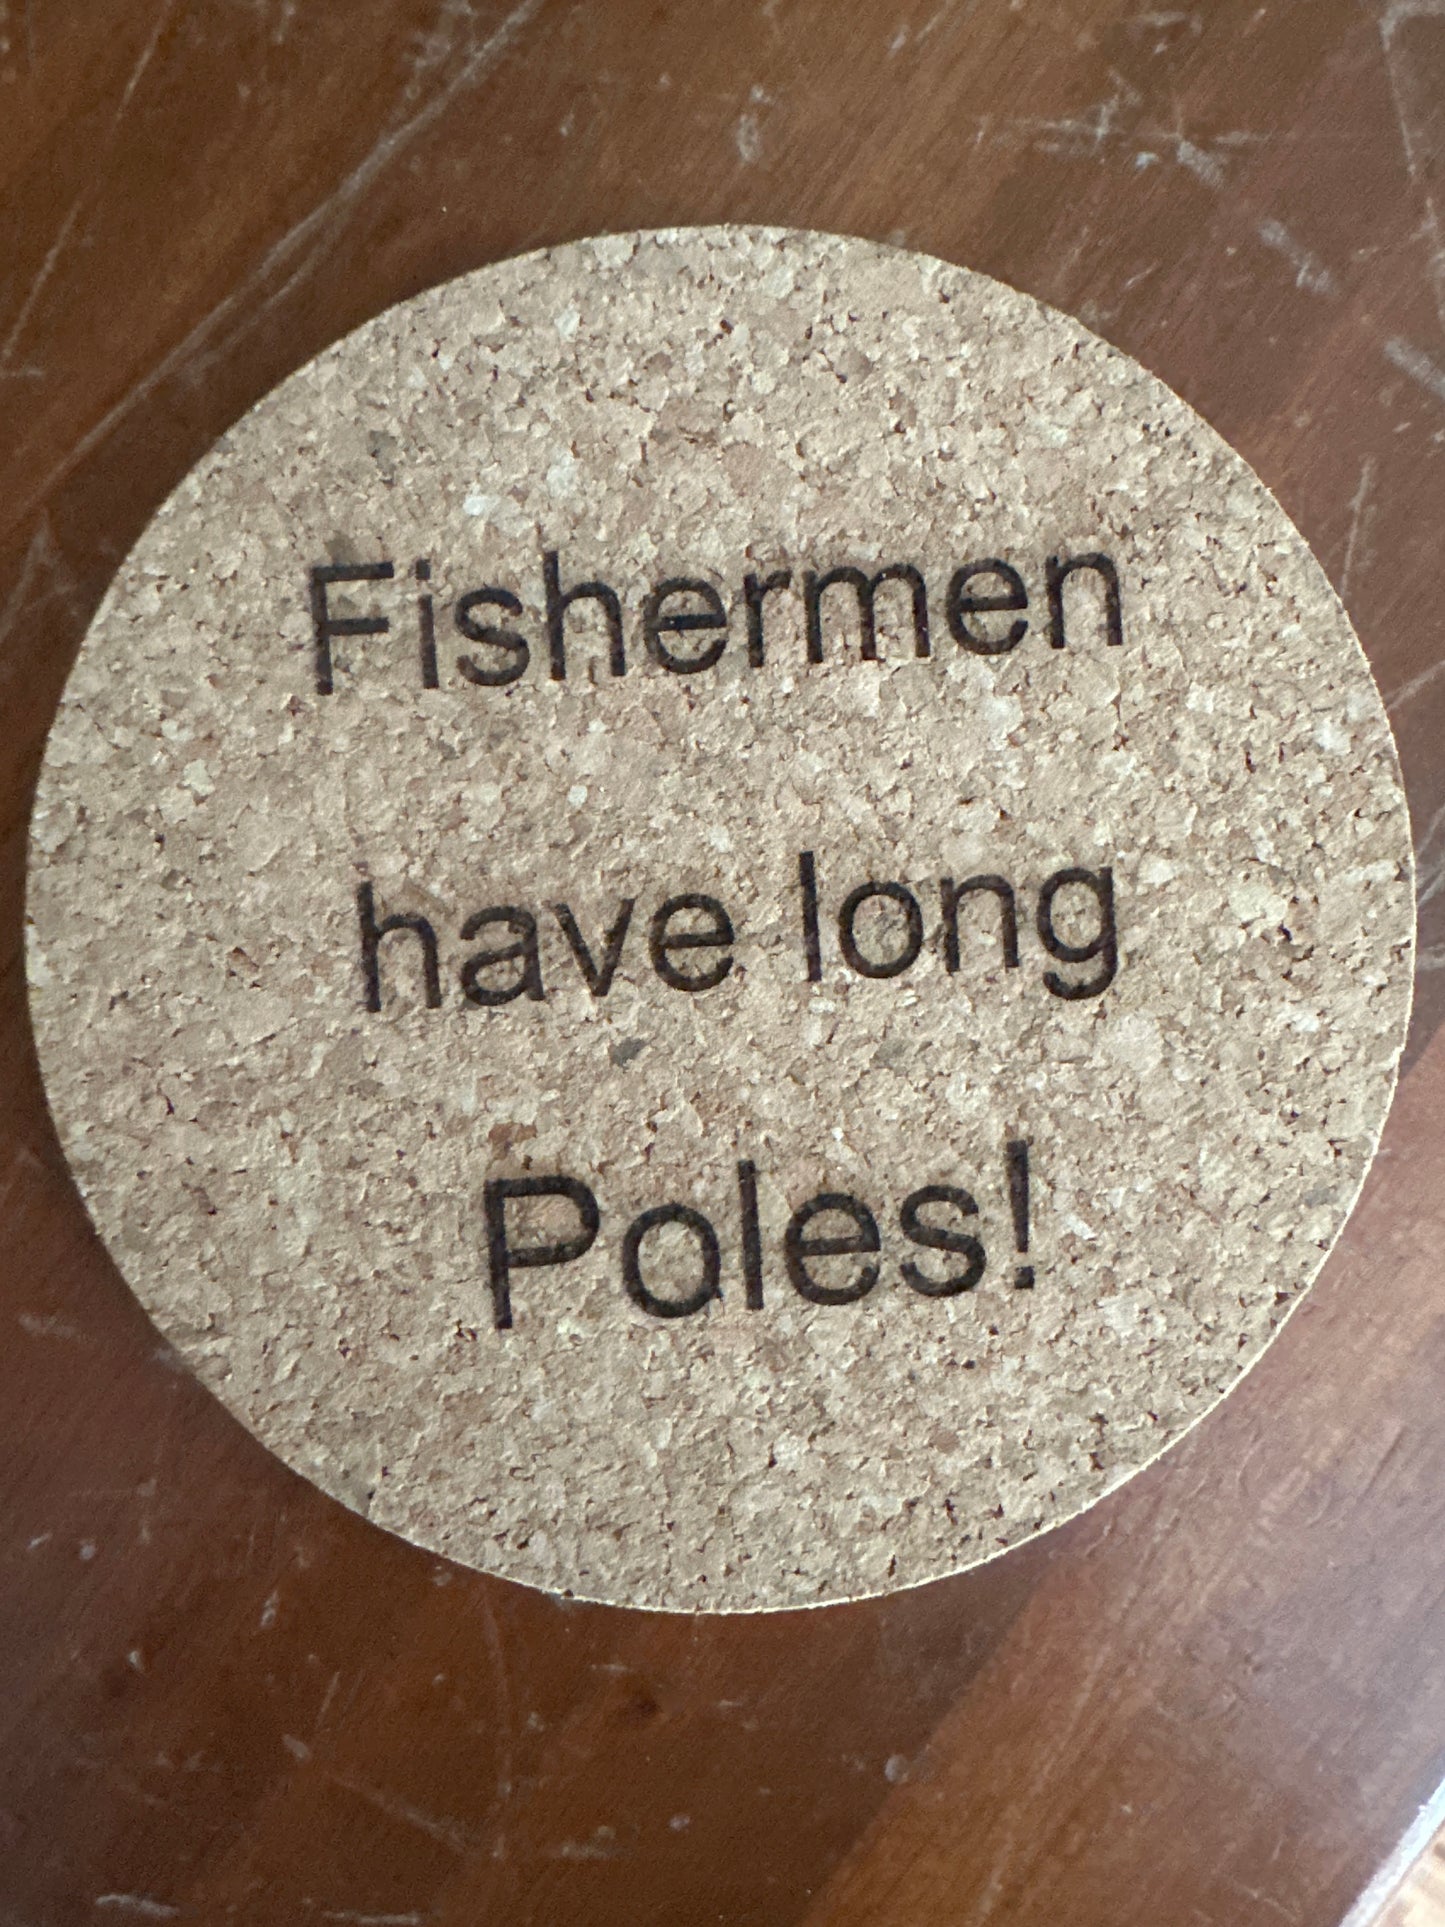 Fishermen
have long
Poles!